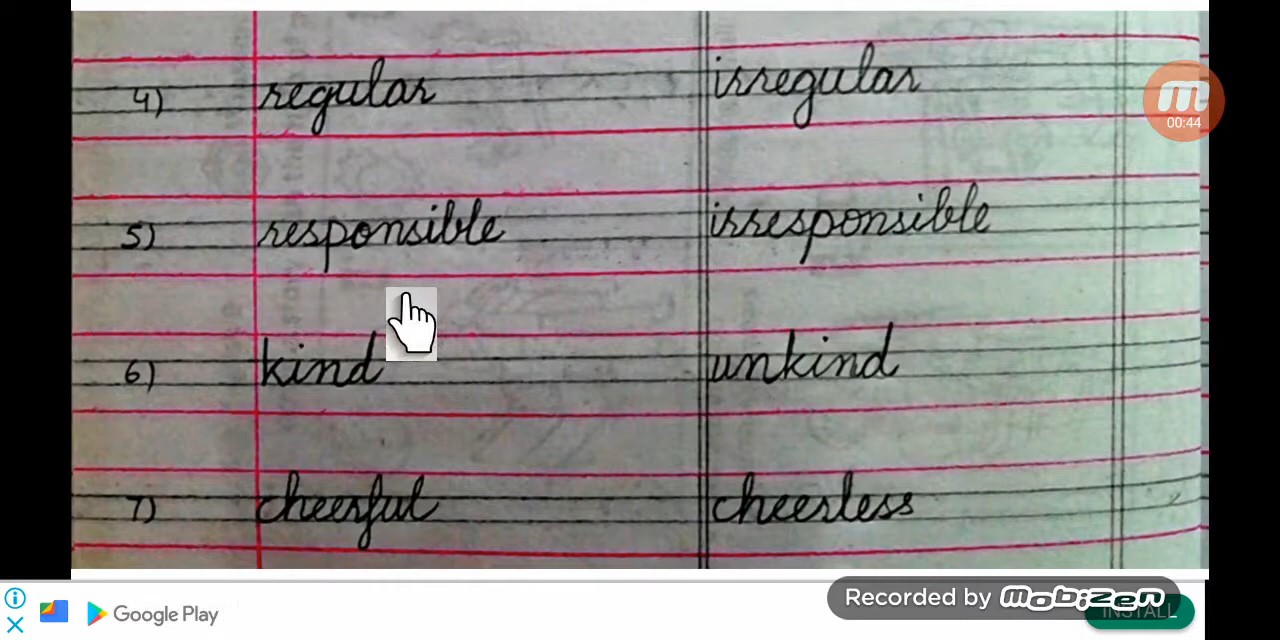 4) regular irregular
00:44
5) responsible irresponsible
6) kind unkind
7) cheerful cheerless
Recorded by mobizen
Google Play
INSTALL